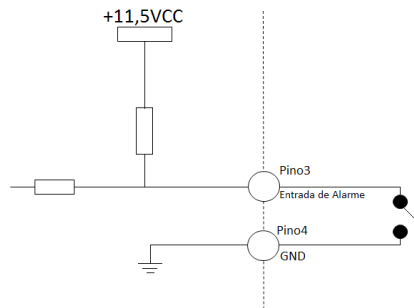 +11,5VCC
Pino3
Entrada de Alarme
Pino4
GND